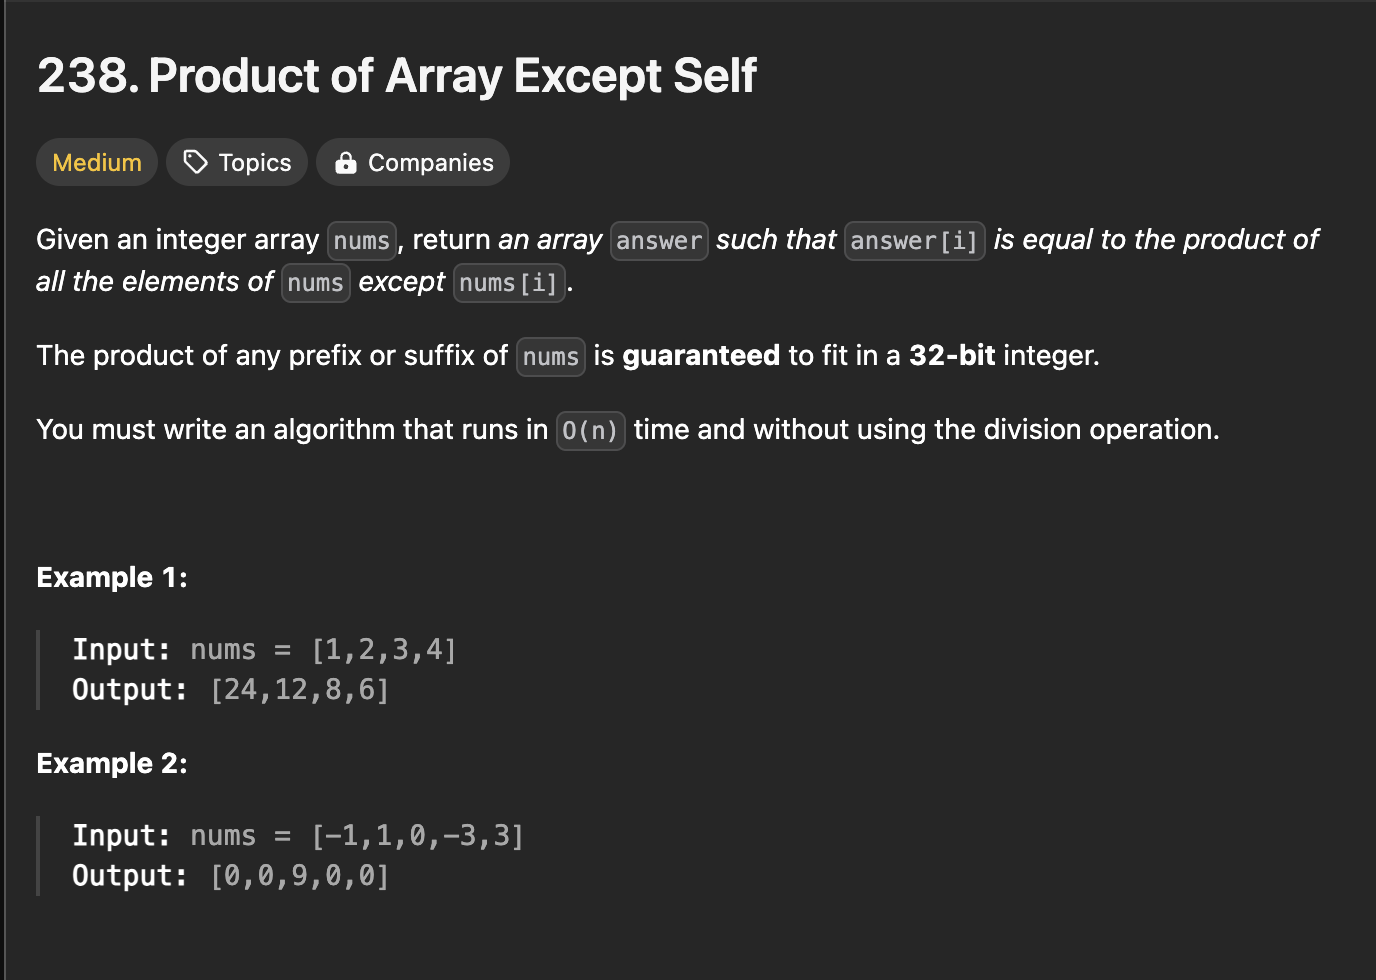 238. Product of Array Except Self
Medium Topics Companies
Given an integer array nums, return an array answer such that answer[i] is equal to the product of
all the elements of nums except nums[i].
The product of any prefix or suffix of nums is guaranteed to fit in a 32-bit integer.
You must write an algorithm that runs in O(n) time and without using the division operation.
Example 1:
Input: nums = [1,2,3,4]
Output: [24,12,8,6]
Example 2:
Input: nums = [-1,1,0,-3,3]
Output: [0,0,9,0,0]